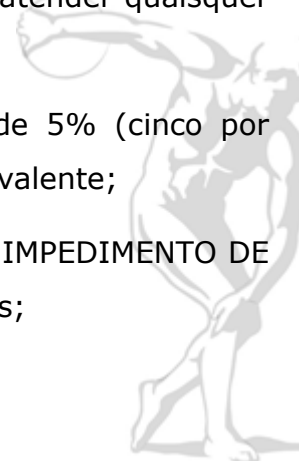 atender quaisquer
de 5% (cinco por
valente;
IMPEDIMENTO DE
s;